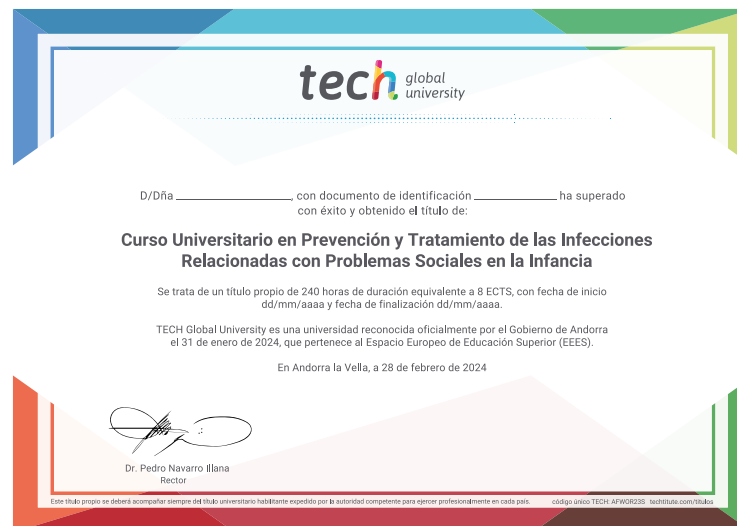 tech global university
D/Dña ______________, con documento de identificación __________ ha superado
con éxito y obtenido el título de:
Curso Universitario en Prevención y Tratamiento de las Infecciones
Relacionadas con Problemas Sociales en la Infancia
Se trata de un título propio de 240 horas de duración equivalente a 8 ECTS, con fecha de inicio
dd/mm/aaaa y fecha de finalización dd/mm/aaaa.
TECH Global University es una universidad reconocida oficialmente por el Gobierno de Andorra
el 31 de enero de 2024, que pertenece al Espacio Europeo de Educación Superior (EEES).
En Andorra la Vella, a 28 de febrero de 2024
Dr. Pedro Navarro Illana
Rector
Este título propio se deberá acompañar siempre del título universitario habilitante expedido por la autoridad competente para ejercer profesionalmente en cada país. código único TECH: AFWOR23S techtitute.com/titulos